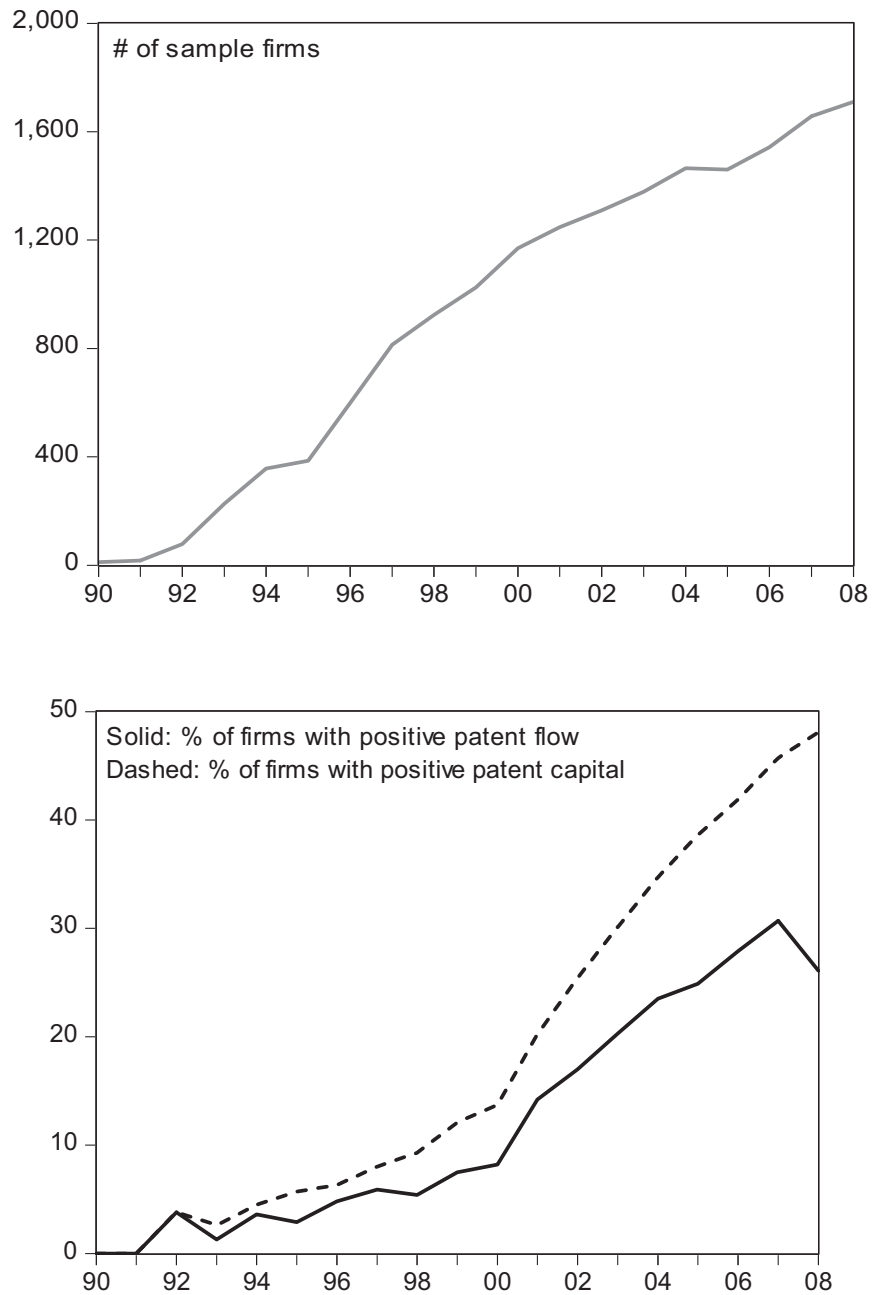 2,000
# of sample firms
1,600
1,200
800
400
0
90 92 94 96 98 00 02 04 06 08
50
Solid: % of firms with positive patent flow
Dashed: % of firms with positive patent capital
40
30
20
10
0
90 92 94 96 98 00 02 04 06 08